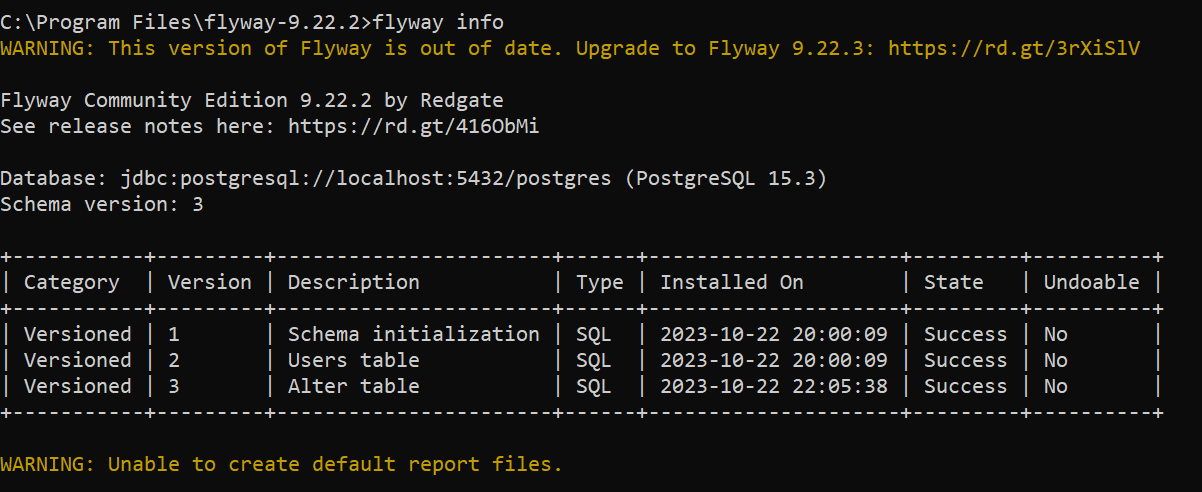 C:\Program Files\flyway-9.22.2>flyway info
WARNING: This version of Flyway is out of date. Upgrade to Flyway 9.22.3: https://rd.gt/3rXiSlV
Flyway Community Edition 9.22.2 by Redgate
See release notes here: https://rd.gt/416ObMi
Database: jdbc:postgresql://localhost:5432/postgres (PostgreSQL 15.3)
Schema version: 3
+-----------+---------+-----------------------+------+---------------------+---------+----------+
| Category  | Version | Description           | Type | Installed On        | State   | Undoable |
+-----------+---------+-----------------------+------+---------------------+---------+----------+
| Versioned | 1       | Schema initialization | SQL  | 2023-10-22 20:00:09 | Success | No       |
| Versioned | 2       | Users table           | SQL  | 2023-10-22 20:00:09 | Success | No       |
| Versioned | 3       | Alter table           | SQL  | 2023-10-22 22:05:38 | Success | No       |
+-----------+---------+-----------------------+------+---------------------+---------+----------+
WARNING: Unable to create default report files.